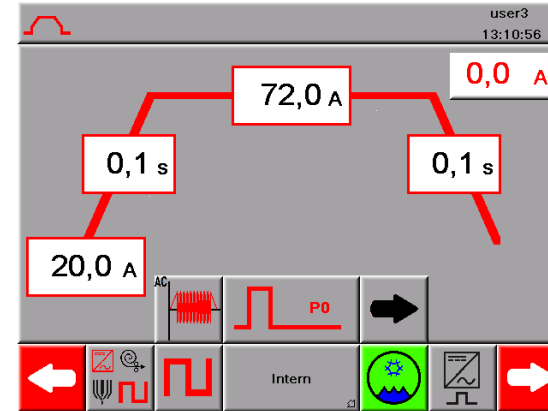 user3
13:10:56
0,0 A
72,0 A
0,1 s
0,1 s
20,0 A
AC
P0
Intern